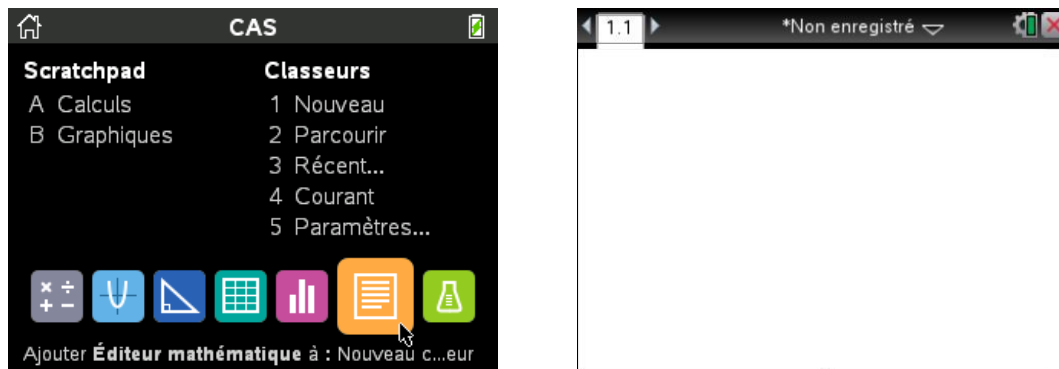 CAS
Scratchpad
A Calculs
B Graphiques
Classeurs
1 Nouveau
2 Parcourir
3 Récent...
4 Courant
5 Paramètres...
Ajouter Éditeur mathématique à : Nouveau c...eur
1.1
*Non enregistré